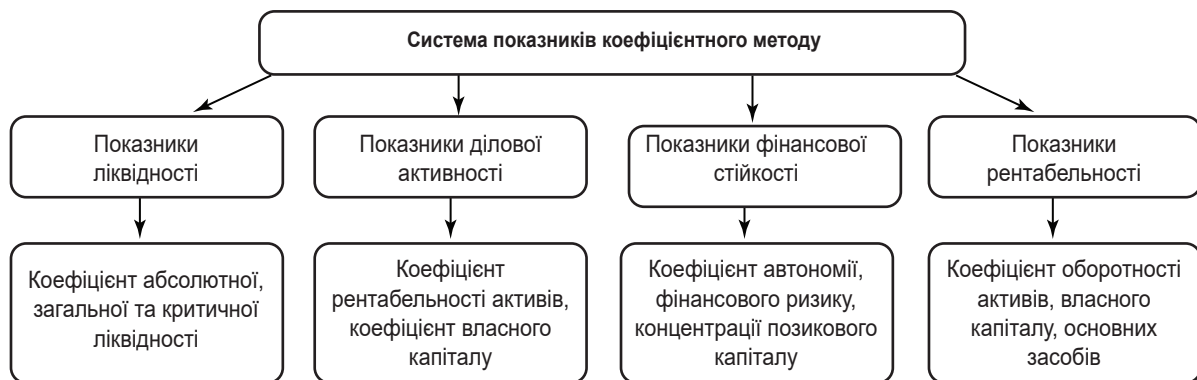 Система показників коефіцієнтного методу
Показники
ліквідності
Показники ділової
активності
Показники фінансової
стійкості
Показники
рентабельності
Коефіцієнт абсолютної,
загальної та критичної
ліквідності
Коефіцієнт
рентабельності активів,
коефіцієнт власного
капіталу
Коефіцієнт автономії,
фінансового ризику,
концентрації позикового
капіталу
Коефіцієнт оборотності
активів, власного
капіталу, основних
засобів